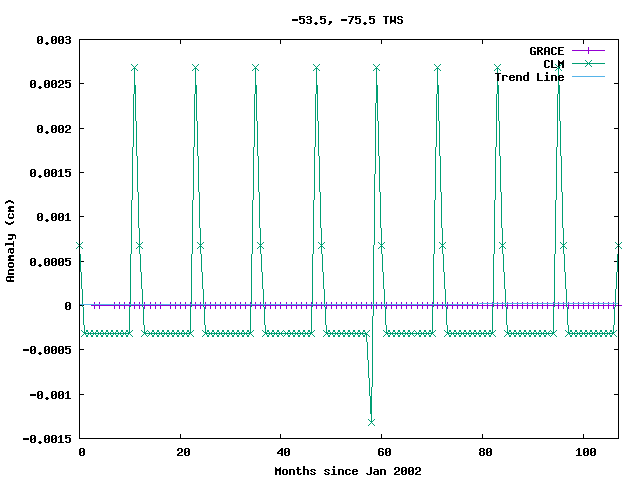 -53.5, -75.5 TWS
0.003
0.0025
0.002
0.0015
0.001
0.0005
0
-0.0005
-0.001
-0.0015
Anomaly (cm)
GRACE
CLM
Trend Line
0 20 40 60 80 100
Months since Jan 2002